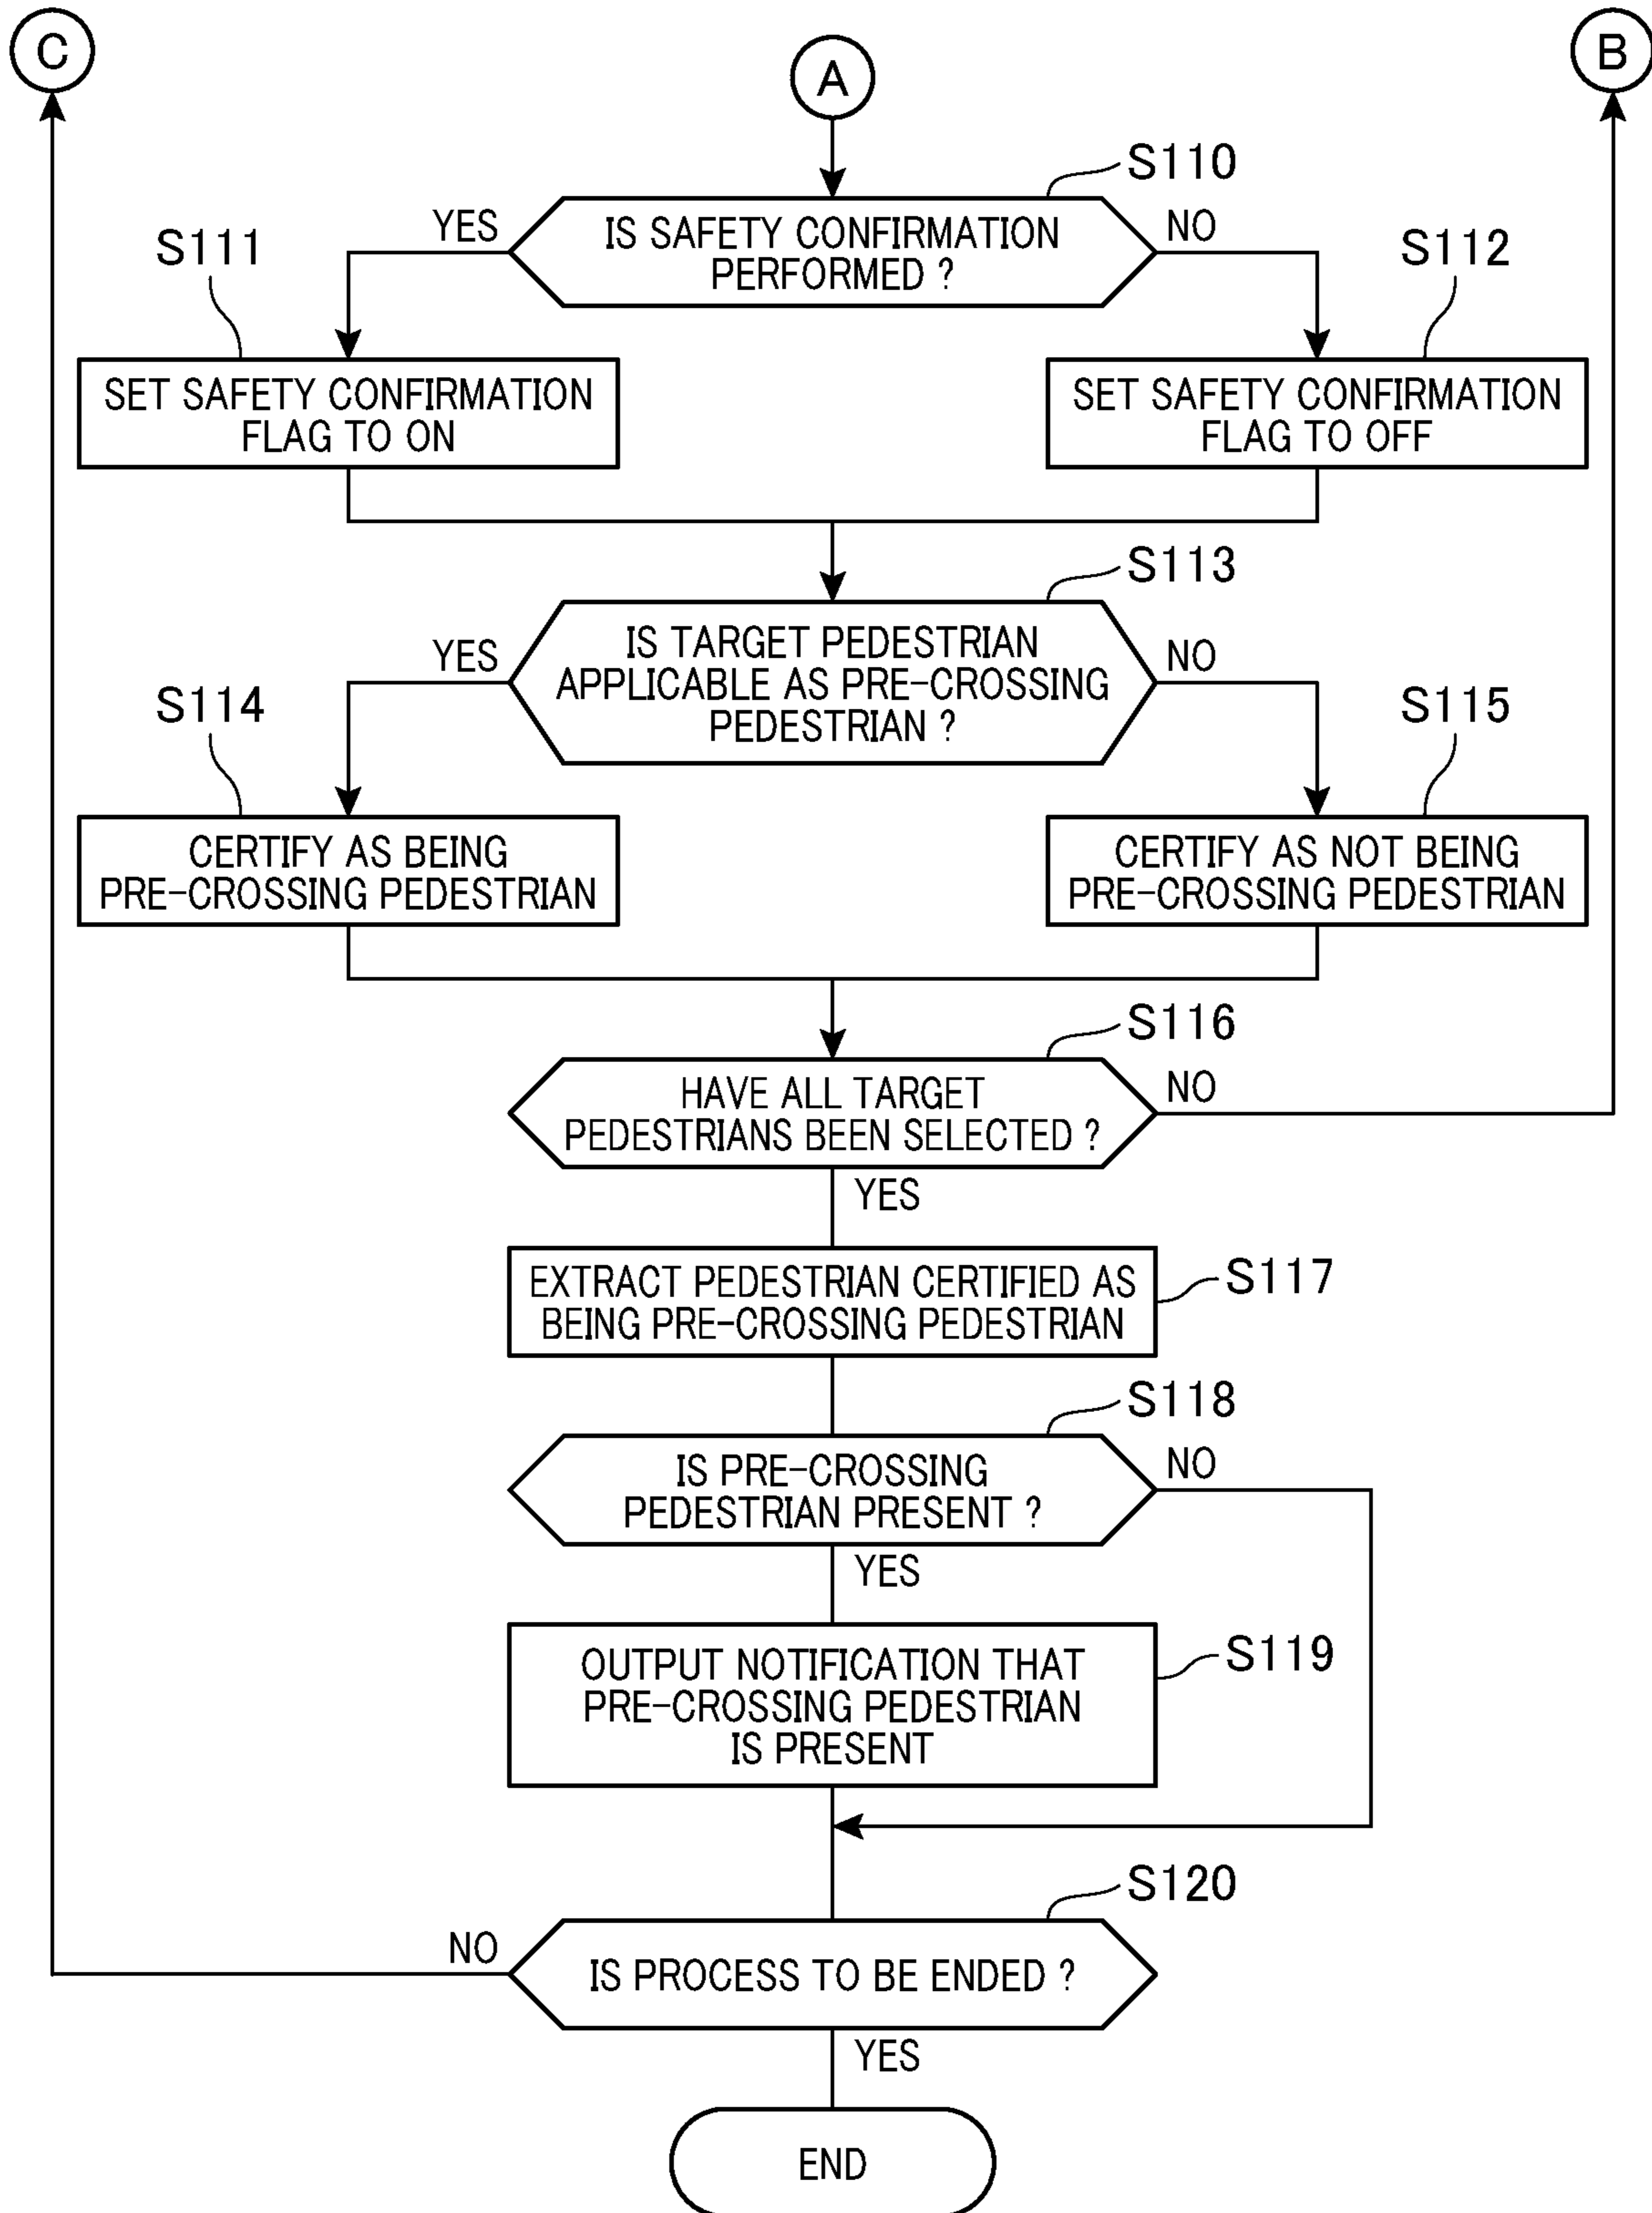 C
A
B
S110
IS SAFETY CONFIRMATION
PERFORMED ?
YES
NO
S111
S112
SET SAFETY CONFIRMATION
FLAG TO ON
SET SAFETY CONFIRMATION
FLAG TO OFF
S113
IS TARGET PEDESTRIAN
APPLICABLE AS PRE-CROSSING
PEDESTRIAN ?
YES
NO
S114
S115
CERTIFY AS BEING
PRE-CROSSING PEDESTRIAN
CERTIFY AS NOT BEING
PRE-CROSSING PEDESTRIAN
S116
HAVE ALL TARGET
PEDESTRIANS BEEN SELECTED ?
NO
YES
EXTRACT PEDESTRIAN CERTIFIED AS
BEING PRE-CROSSING PEDESTRIAN
S117
S118
IS PRE-CROSSING
PEDESTRIAN PRESENT ?
NO
YES
OUTPUT NOTIFICATION THAT
PRE-CROSSING PEDESTRIAN
IS PRESENT
S119
S120
IS PROCESS TO BE ENDED ?
NO
YES
END